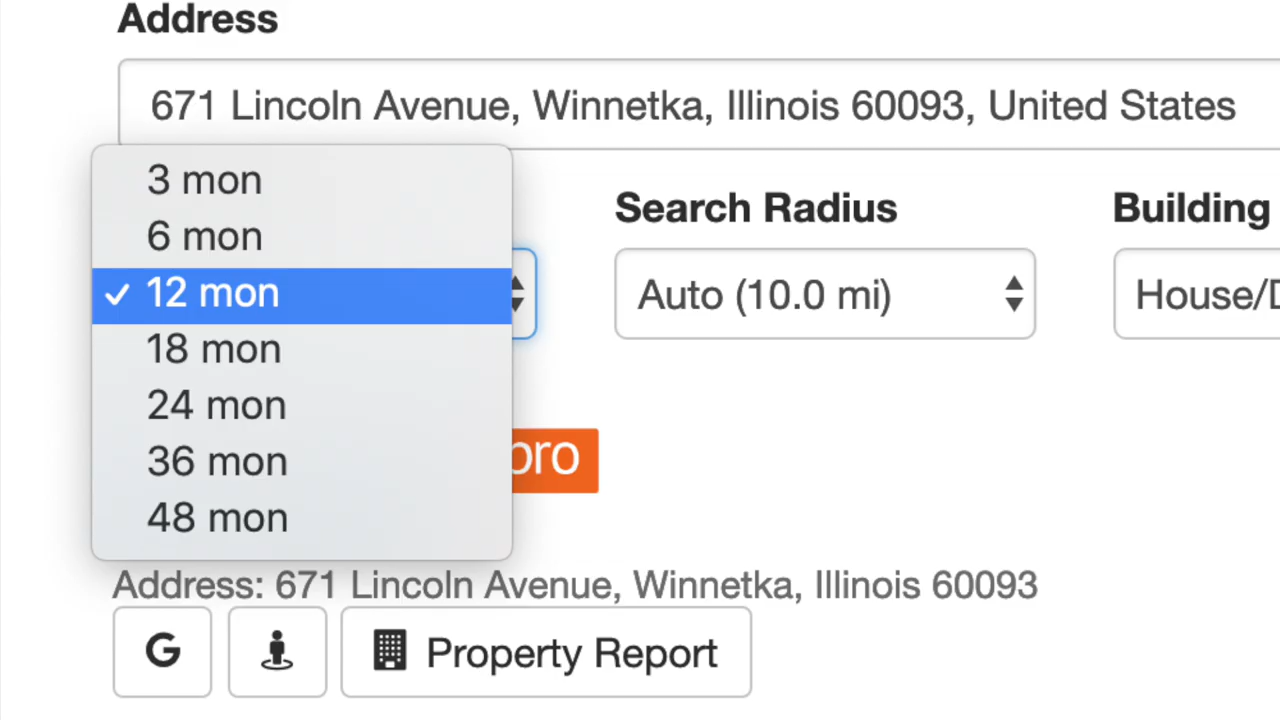 Address
671 Lincoln Avenue, Winnetka, Illinois 60093, United States
3 mon
6 mon
12 mon
18 mon
24 mon
36 mon
48 mon
Search Radius
Auto (10.0 mi)
Building
House/
pro
Address: 671 Lincoln Avenue, Winnetka, Illinois 60093
G
Property Report